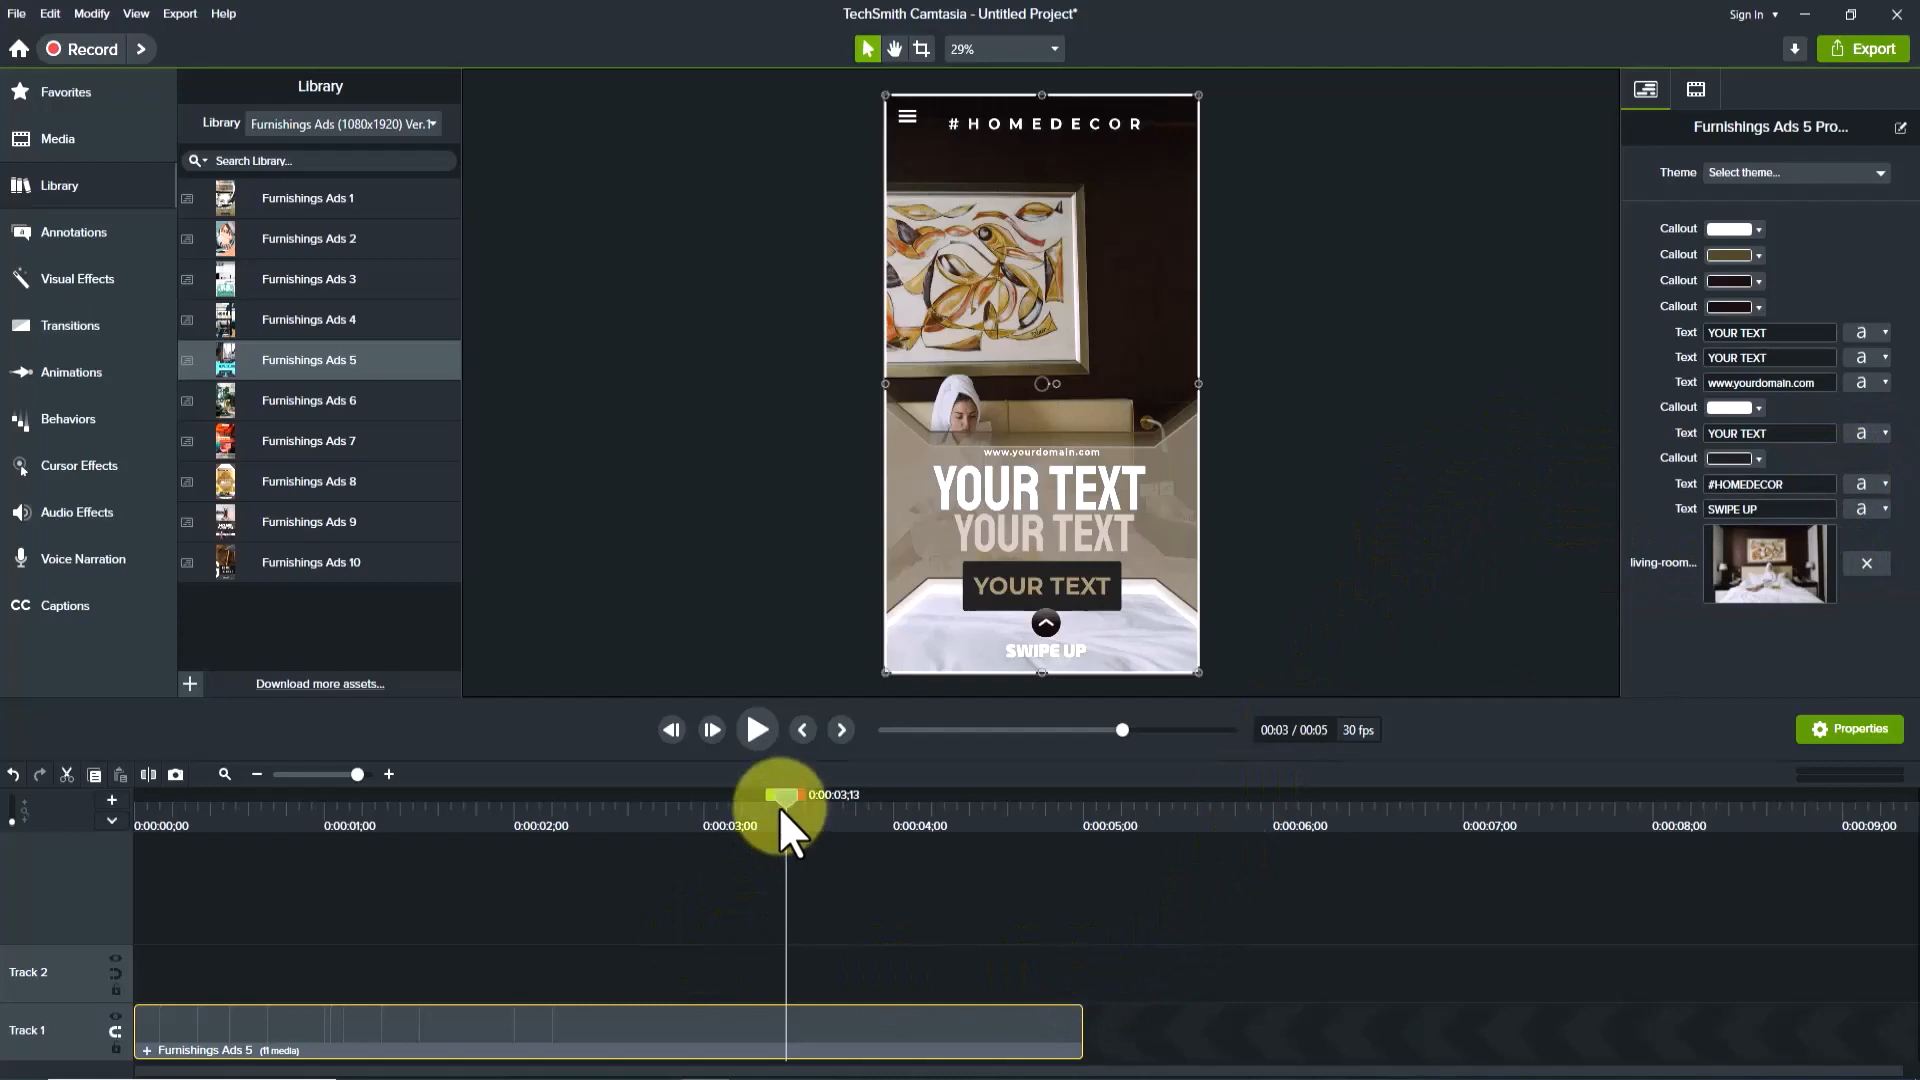 File Edit Modify View Export Help
TechSmith Camtasia - Untitled Project*
Sign In
Record
29%
Export
Favorites
Media
Library
Annotations
Visual Effects
Transitions
Animations
Behaviors
Cursor Effects
Audio Effects
Voice Narration
CC Captions
Library
Library Furnishings Ads (1080x1920) Ver.1
Search Library...
Furnishings Ads 1
Furnishings Ads 2
Furnishings Ads 3
Furnishings Ads 4
Furnishings Ads 5
Furnishings Ads 6
Furnishings Ads 7
Furnishings Ads 8
Furnishings Ads 9
Furnishings Ads 10
Download more assets...
#HOMEDECOR
www.yourdomain.com
YOUR TEXT
YOUR TEXT
YOUR TEXT
SWIPE UP
Furnishings Ads 5 Pro...
Theme Select theme...
Callout
Callout
Callout
Callout
Text YOUR TEXT a
Text YOUR TEXT a
Text www.yourdomain.com a
Callout
Text YOUR TEXT a
Callout
Text #HOMEDECOR a
Text SWIPE UP a
living-room...
00:03 / 00:05 30 fps
Properties
0:00:03;13
0:00:00;00 0:00:01;00 0:00:02;00 0:00:03;00 0:00:04;00 0:00:05;00 0:00:06;00 0:00:07;00 0:00:08;00 0:00:09;00
Track 2
Track 1
Furnishings Ads 5 (11 media)